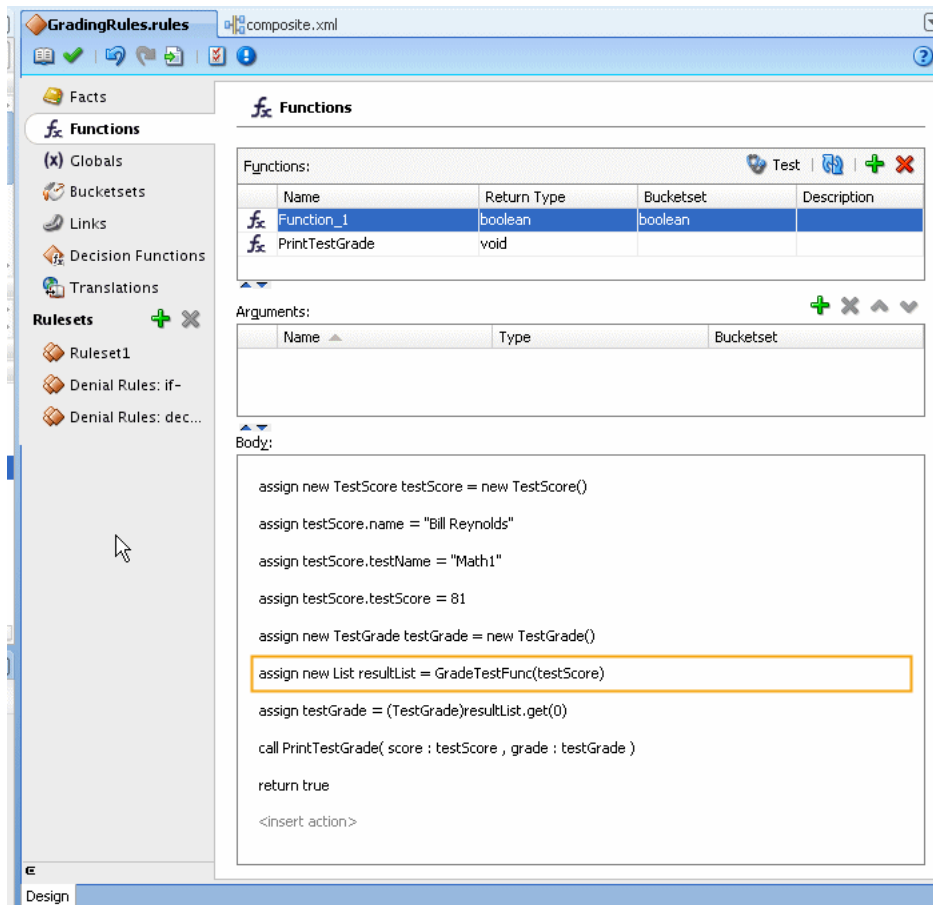 GradingRules.rules
composite.xml
Facts
Functions
(x) Globals
Bucketsets
Links
Decision Functions
Translations
Rulesets
Ruleset1
Denial Rules: if-
Denial Rules: dec...
fx Functions
Functions:
Test
Name Return Type Bucketset Description
fx Function_1 boolean boolean
fx PrintTestGrade void
Arguments:
Name Type Bucketset
Body:
assign new TestScore testScore = new TestScore()
assign testScore.name = "Bill Reynolds"
assign testScore.testName = "Math1"
assign testScore.testScore = 81
assign new TestGrade testGrade = new TestGrade()
assign new List resultList = GradeTestFunc(testScore)
assign testGrade = (TestGrade)resultList.get(0)
call PrintTestGrade( score : testScore , grade : testGrade )
return true
<insert action>
Design